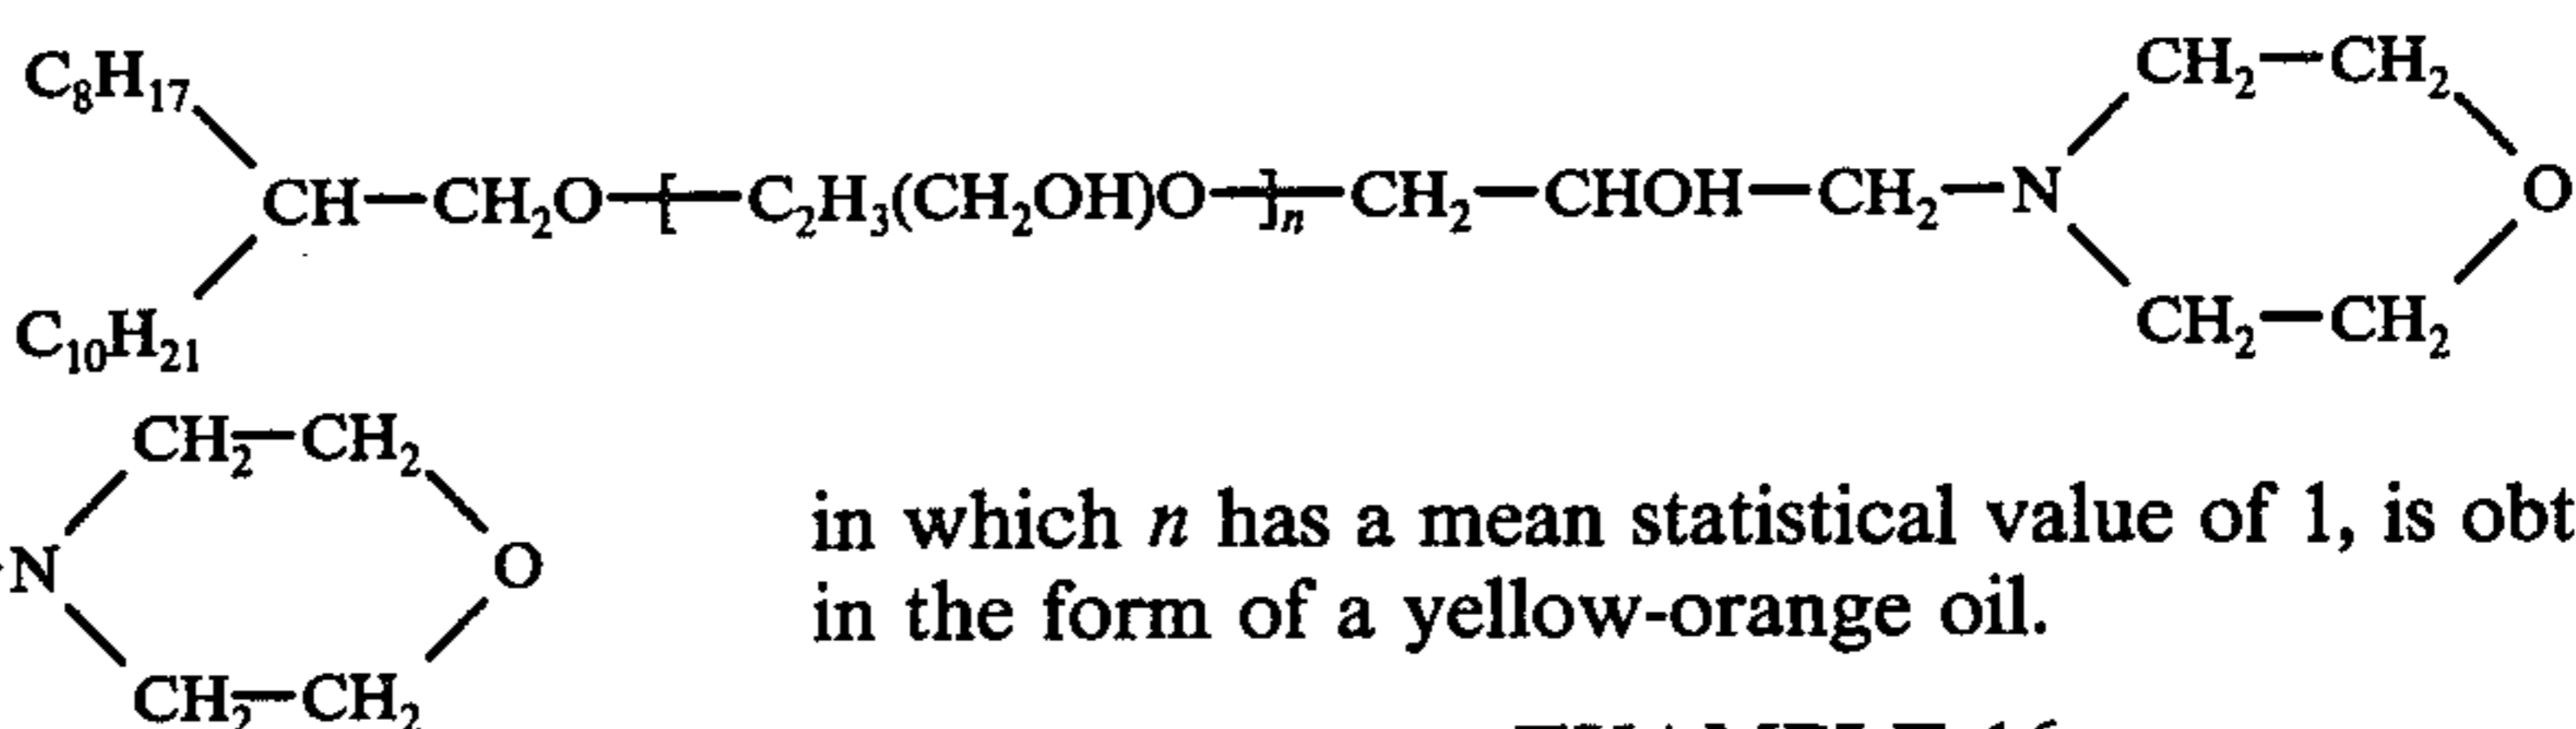 C₈H₁₇
CH₂—CH₂
CH—CH₂O—[—C₂H₃(CH₂OH)O—]ₙ—CH₂—CHOH—CH₂—N
O
C₁₀H₂₁
CH₂—CH₂
CH₂—CH₂
N
O
CH₂—CH₂
in which n has a mean statistical value of 1, is obt
in the form of a yellow-orange oil.